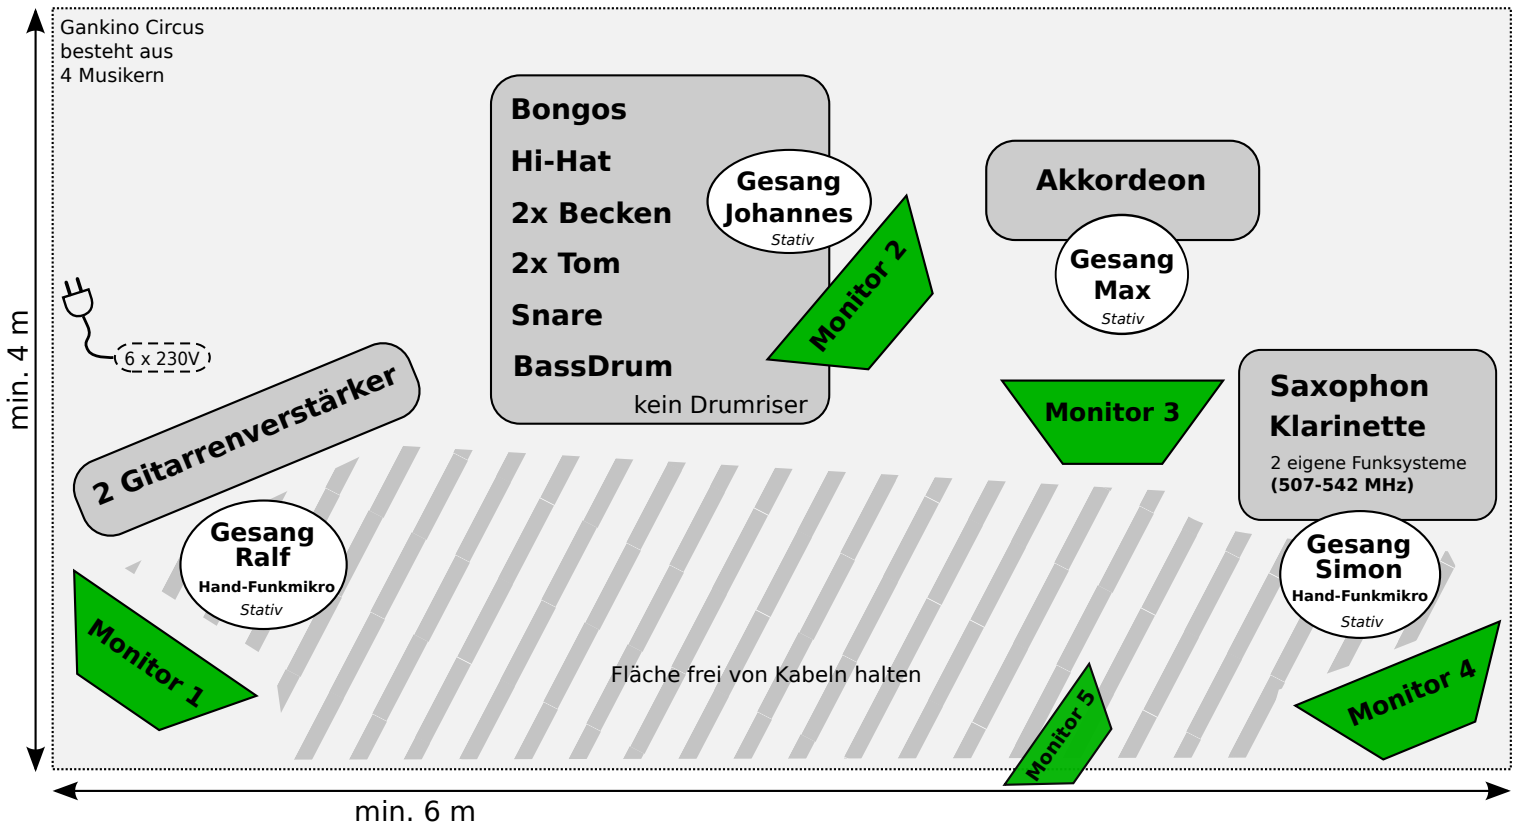 Gankino Circus
besteht aus
4 Musikern
Bongos
Hi-Hat
2x Becken
2x Tom
Snare
BassDrum
kein Drumriser
Gesang
Johannes
Stativ
Monitor 2
Akkordeon
Gesang
Max
Stativ
Monitor 3
Saxophon
Klarinette
2 eigene Funksysteme
(507-542 MHz)
Gesang
Simon
Hand-Funkmikro
Stativ
Monitor 4
Monitor 5
6 x 230V
2 Gitarrenverstärker
Gesang
Ralf
Hand-Funkmikro
Stativ
Monitor 1
Fläche frei von Kabeln halten
min. 4 m
min. 6 m